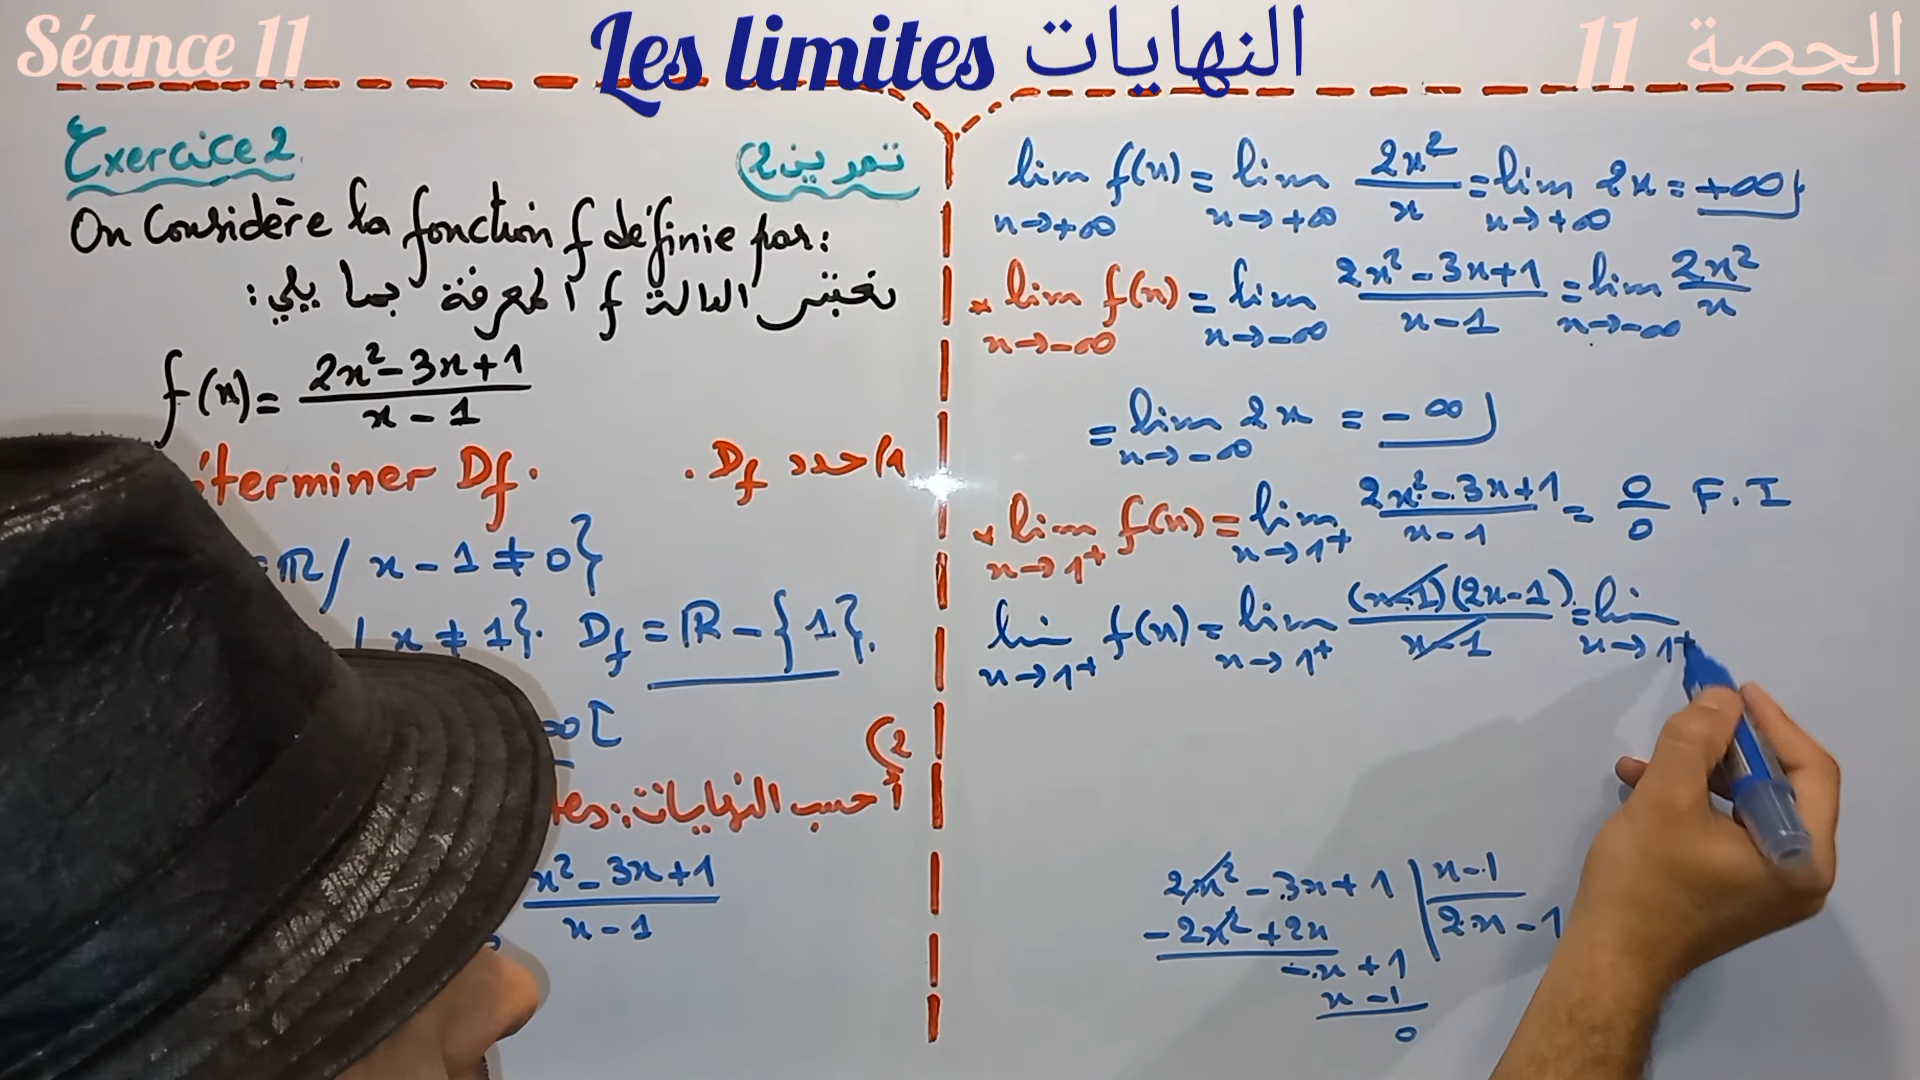 Séance 11
Les limites النهايات
الحصة 11
Exercice 2.
تمرين 2)
On Considère la fonction f définie par:
نعتبر الدالة f المعرفة بما يلي:
f(x) = (2x² - 3x + 1)/(x - 1)
terminer Df.
1) حدد Df.
ℝ / x - 1 ≠ 0}
/ x ≠ 1}. Df = ℝ - {1}.
∞[
2)
tes: أحسب النهايات
(x² - 3x + 1)/(x - 1)
lim x→+∞ f(x) = lim x→+∞ 2x²/x = lim x→+∞ 2x = +∞
* lim x→-∞ f(x) = lim x→-∞ (2x² - 3x + 1)/(x - 1) = lim x→-∞ 2x²/x
= lim x→-∞ 2x = -∞
* lim x→1⁺ f(x) = lim x→1⁺ (2x² - 3x + 1)/(x - 1) = 0/0 F.I
lim x→1⁺ f(x) = lim x→1⁺ (x-1)(2x-1)/(x-1) = lim x→1⁺
2x² - 3x + 1 | x - 1
-2x² + 2x | 2x - 1
-x + 1
x - 1
0